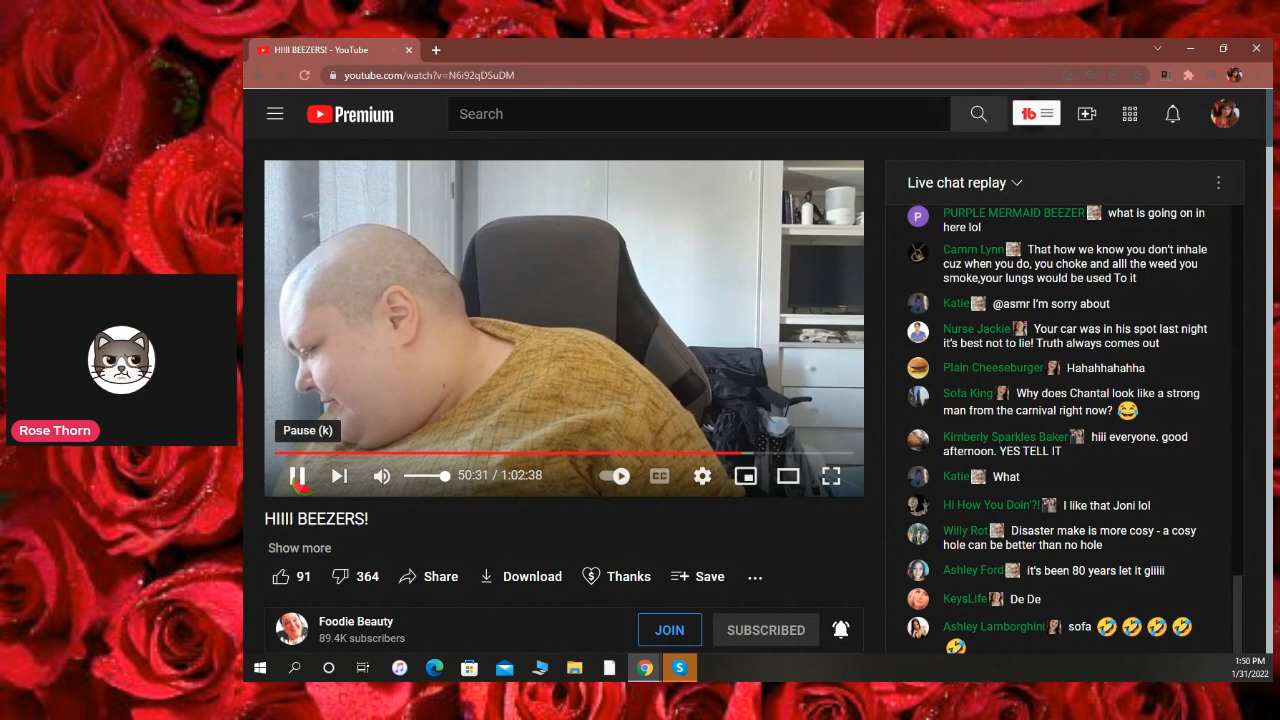 HIIII BEEZERS! - YouTube
youtube.com/watch?v=N6i92qDSuDM
Premium
Search
Live chat replay
PURPLE MERMAID BEEZER what is going on in
here lol
Camm Lynn That how we know you don't inhale
cuz when you do, you choke and alll the weed you
smoke,your lungs would be used To it
Katie @asmr I'm sorry about
Nurse Jackie Your car was in his spot last night
it's best not to lie! Truth always comes out
Plain Cheeseburger Hahahhahahha
Sofa King Why does Chantal look like a strong
man from the carnival right now? 😂
Kimberly Sparkles Baker hiii everyone. good
afternoon. YES TELL IT
Katie What
Hi How You Doin'?! I like that Joni lol
Willy Rot Disaster make is more cosy - a cosy
hole can be better than no hole
Ashley Ford it's been 80 years let it giiiii
KeysLife De De
Ashley Lamborghini sofa 🤣🤣🤣🤣
🤣
Pause (k)
50:31 / 1:02:38
CC
HIIII BEEZERS!
Show more
91 364 Share Download Thanks Save
Foodie Beauty
89.4K subscribers
JOIN SUBSCRIBED
Rose Thorn
1:50 PM
1/31/2022